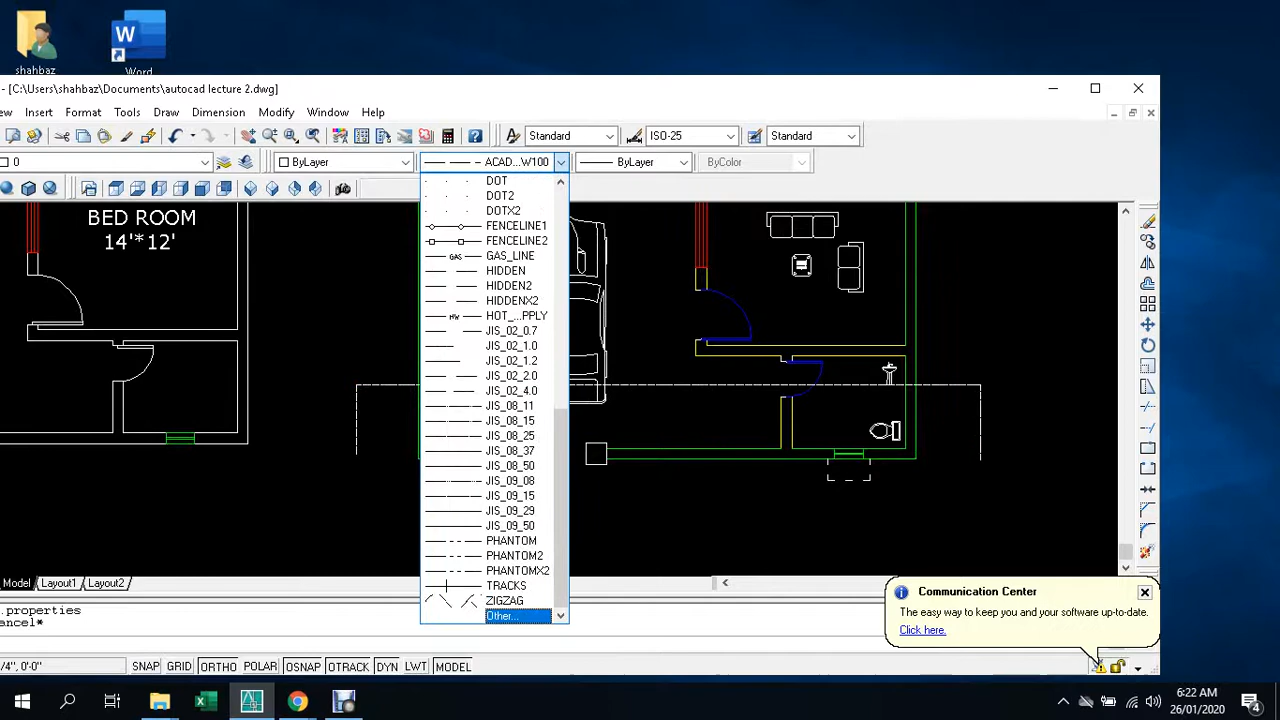 shahbaz
Word
- [C:\Users\shahbaz\Documents\autocad lecture 2.dwg]
ew Insert Format Tools Draw Dimension Modify Window Help
Standard ISO-25 Standard
0 ByLayer ACAD...W100 ByLayer ByColor
DOT
DOT2
DOTX2
FENCELINE1
FENCELINE2
GAS GAS_LINE
HIDDEN
HIDDEN2
HIDDENX2
HW HOT_...PPLY
JIS_02_0.7
JIS_02_1.0
JIS_02_1.2
JIS_02_2.0
JIS_02_4.0
JIS_08_11
JIS_08_15
JIS_08_25
JIS_08_37
JIS_08_50
JIS_09_08
JIS_09_15
JIS_09_29
JIS_09_50
PHANTOM
PHANTOM2
PHANTOMX2
TRACKS
ZIGZAG
Other...
BED ROOM
14'*12'
Model Layout1 Layout2
properties
ancel*
Communication Center
The easy way to keep you and your software up-to-date.
Click here.
/4", 0'-0" SNAP GRID ORTHO POLAR OSNAP OTRACK DYN LWT MODEL
6:22 AM
26/01/2020
4